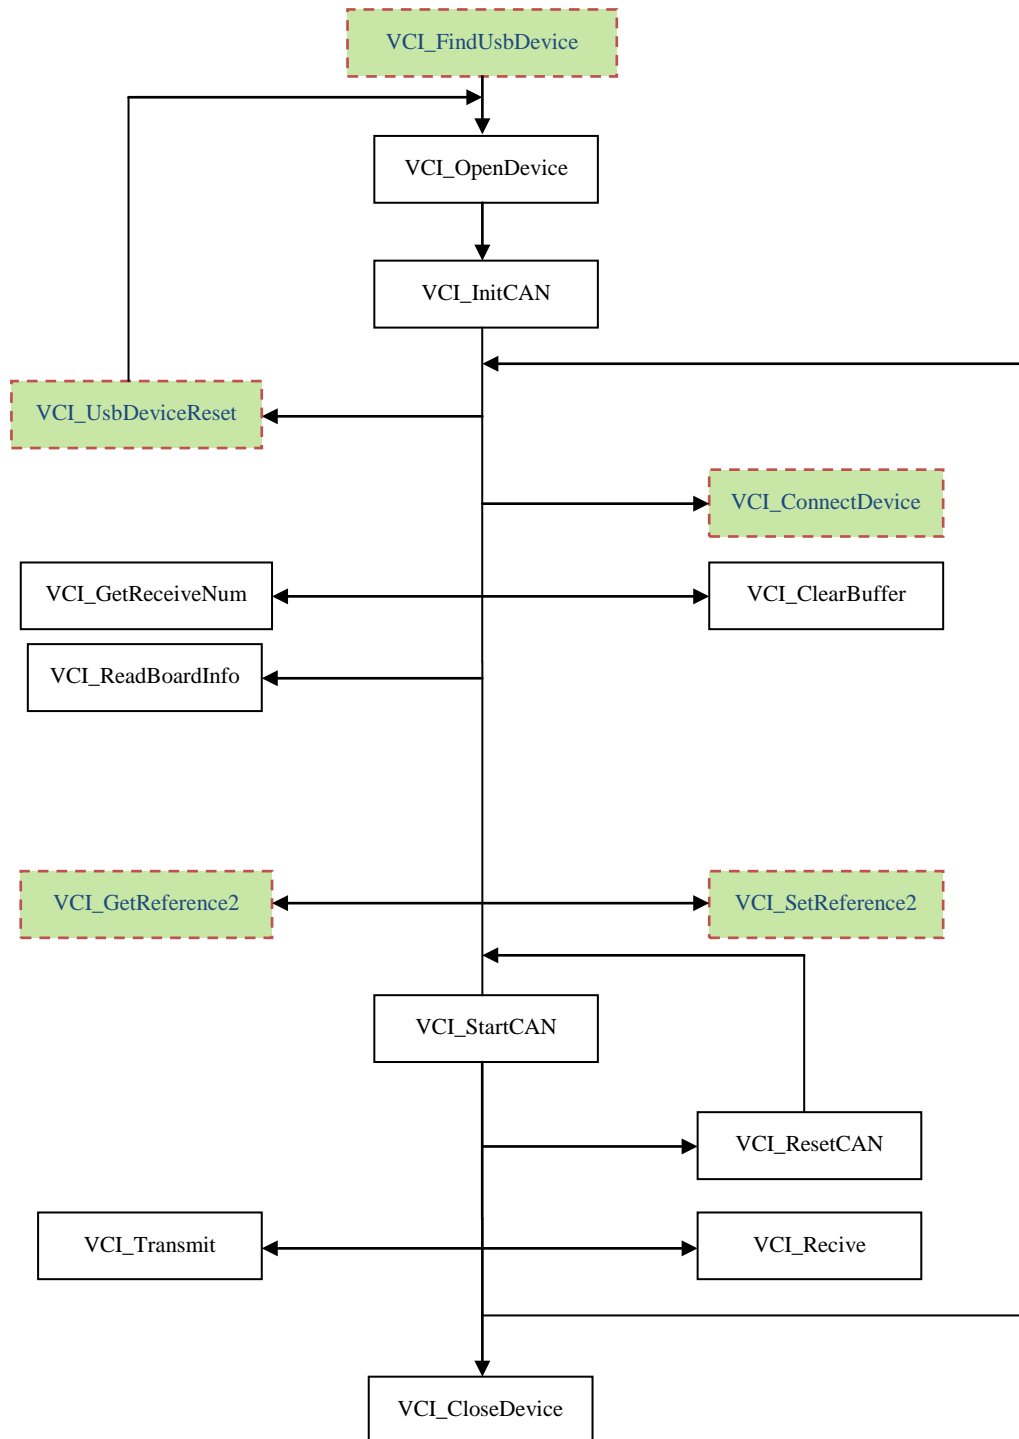 VCI_FindUsbDevice
VCI_OpenDevice
VCI_InitCAN
VCI_UsbDeviceReset
VCI_ConnectDevice
VCI_GetReceiveNum
VCI_ClearBuffer
VCI_ReadBoardInfo
VCI_GetReference2
VCI_SetReference2
VCI_StartCAN
VCI_ResetCAN
VCI_Transmit
VCI_Recive
VCI_CloseDevice